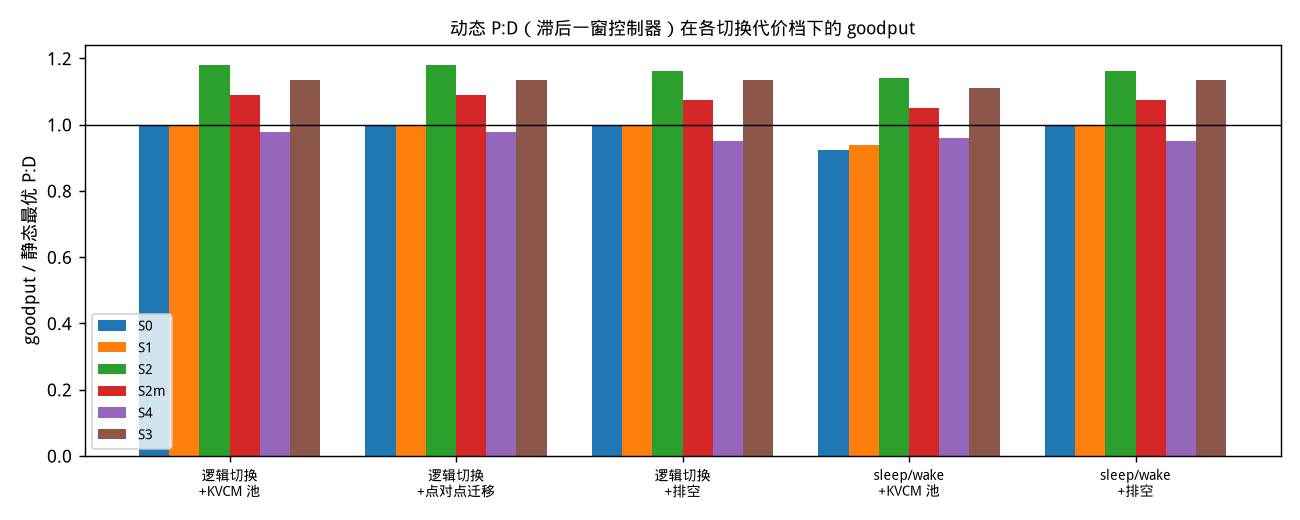 动态 P:D（滞后一窗控制器）在各切换代价档下的 goodput
goodput / 静态最优 P:D
1.2
1.0
0.8
0.6
0.4
0.2
0.0
S0
S1
S2
S2m
S4
S3
逻辑切换
+KVCM 池
逻辑切换
+点对点迁移
逻辑切换
+排空
sleep/wake
+KVCM 池
sleep/wake
+排空